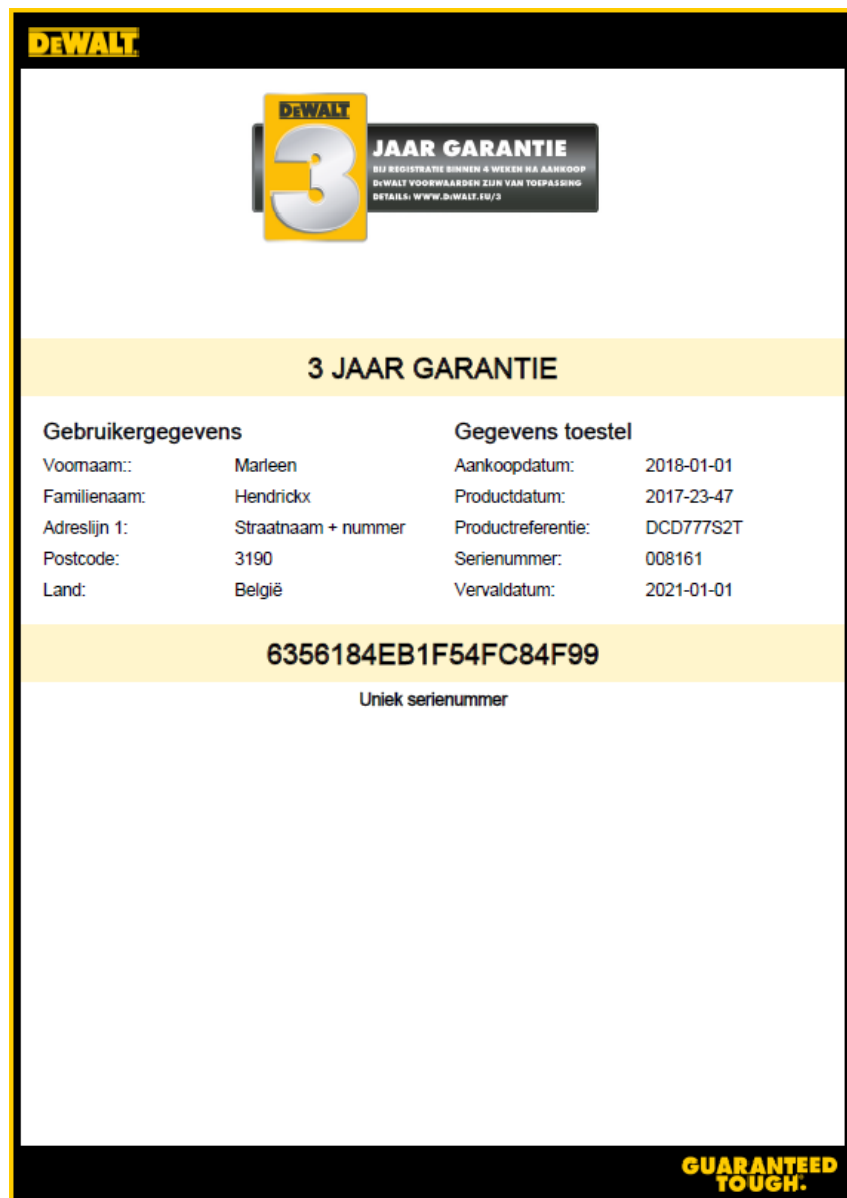 DEWALT
DEWALT
3
JAAR GARANTIE
BIJ REGISTRATIE BINNEN 4 WEKEN NA AANKOOP
DEWALT VOORWAARDEN ZIJN VAN TOEPASSING
DETAILS: WWW.DEWALT.EU/3
3 JAAR GARANTIE
Gebruikergegevens
Voornaam:: Marleen
Familienaam: Hendrickx
Adreslijn 1: Straatnaam + nummer
Postcode: 3190
Land: België
Gegevens toestel
Aankoopdatum: 2018-01-01
Productdatum: 2017-23-47
Productreferentie: DCD777S2T
Serienummer: 008161
Vervaldatum: 2021-01-01
6356184EB1F54FC84F99
Uniek serienummer
GUARANTEED
TOUGH.